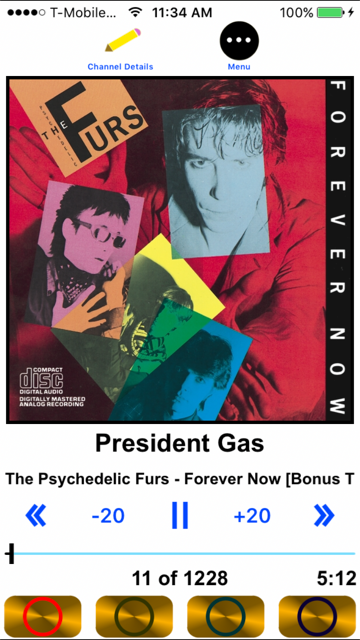 T-Mobile... 11:34 AM 100%
Channel Details
Menu
THE PSYCHEDELIC FURS
FOREVER NOW
COMPACT
disc
DIGITAL AUDIO
DIGITALLY MASTERED
ANALOG RECORDING
President Gas
The Psychedelic Furs - Forever Now [Bonus T
-20 +20
11 of 1228 5:12